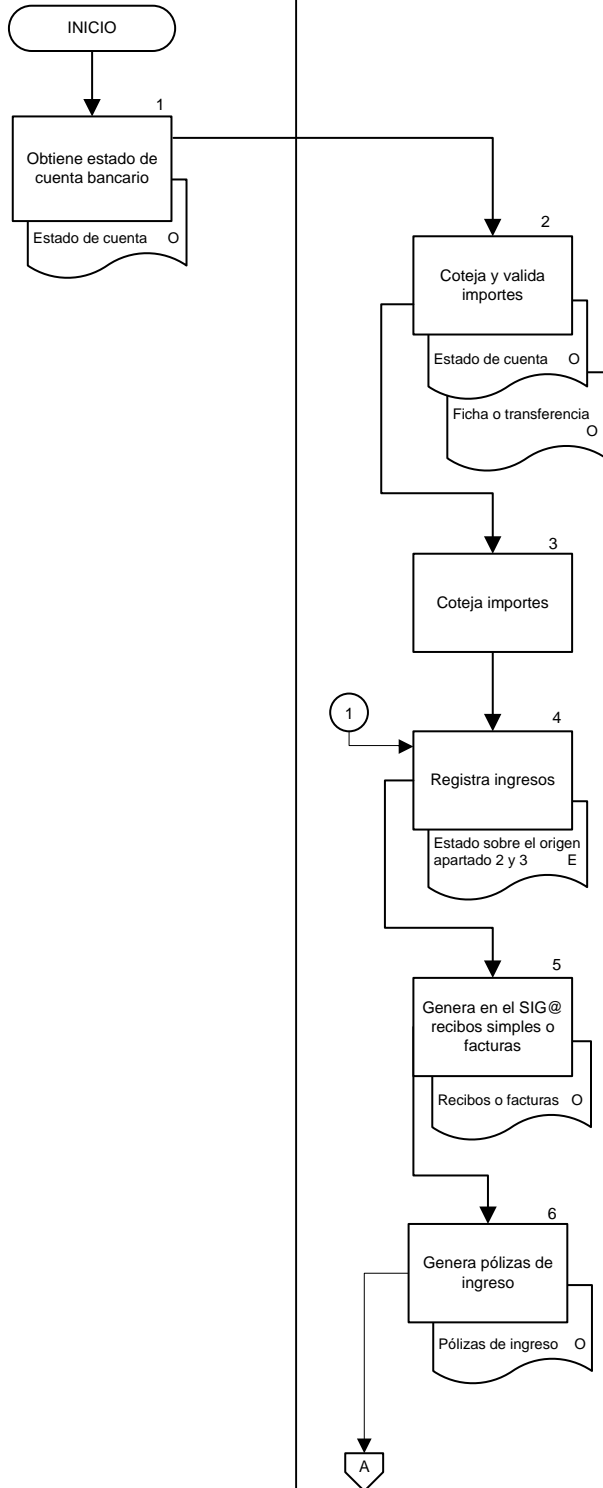 INICIO
1
Obtiene estado de
cuenta bancario
Estado de cuenta O
2
Coteja y valida
importes
Estado de cuenta O
Ficha o transferencia
O
3
Coteja importes
1
4
Registra ingresos
Estado sobre el origen
apartado 2 y 3 E
5
Genera en el SIG@
recibos simples o
facturas
Recibos o facturas O
6
Genera pólizas de
ingreso
Pólizas de ingreso O
A